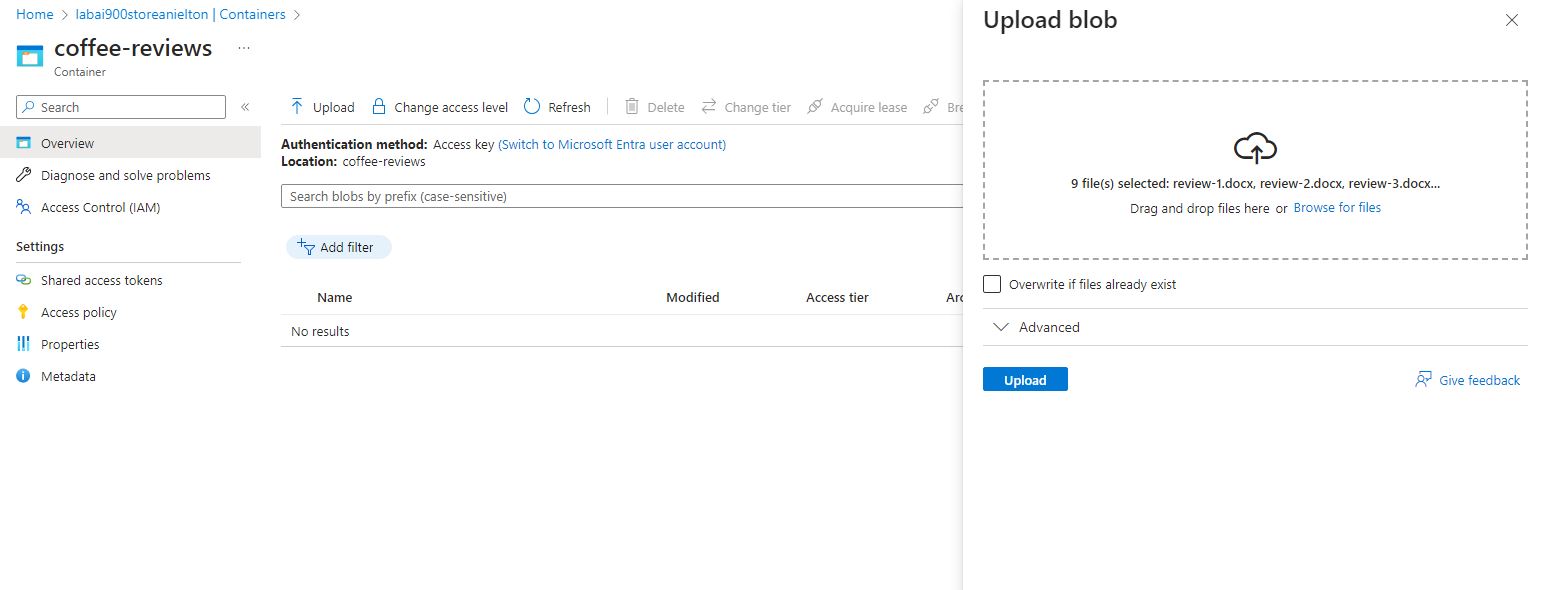 Home > labai900storeanielton | Containers >
coffee-reviews ...
Container
Search «
Overview
Diagnose and solve problems
Access Control (IAM)
Settings
Shared access tokens
Access policy
Properties
Metadata
Upload Change access level Refresh Delete Change tier Acquire lease Bre
Authentication method: Access key (Switch to Microsoft Entra user account)
Location: coffee-reviews
Search blobs by prefix (case-sensitive)
Add filter
Name Modified Access tier Arc
No results
Upload blob
9 file(s) selected: review-1.docx, review-2.docx, review-3.docx...
Drag and drop files here or Browse for files
Overwrite if files already exist
Advanced
Upload Give feedback